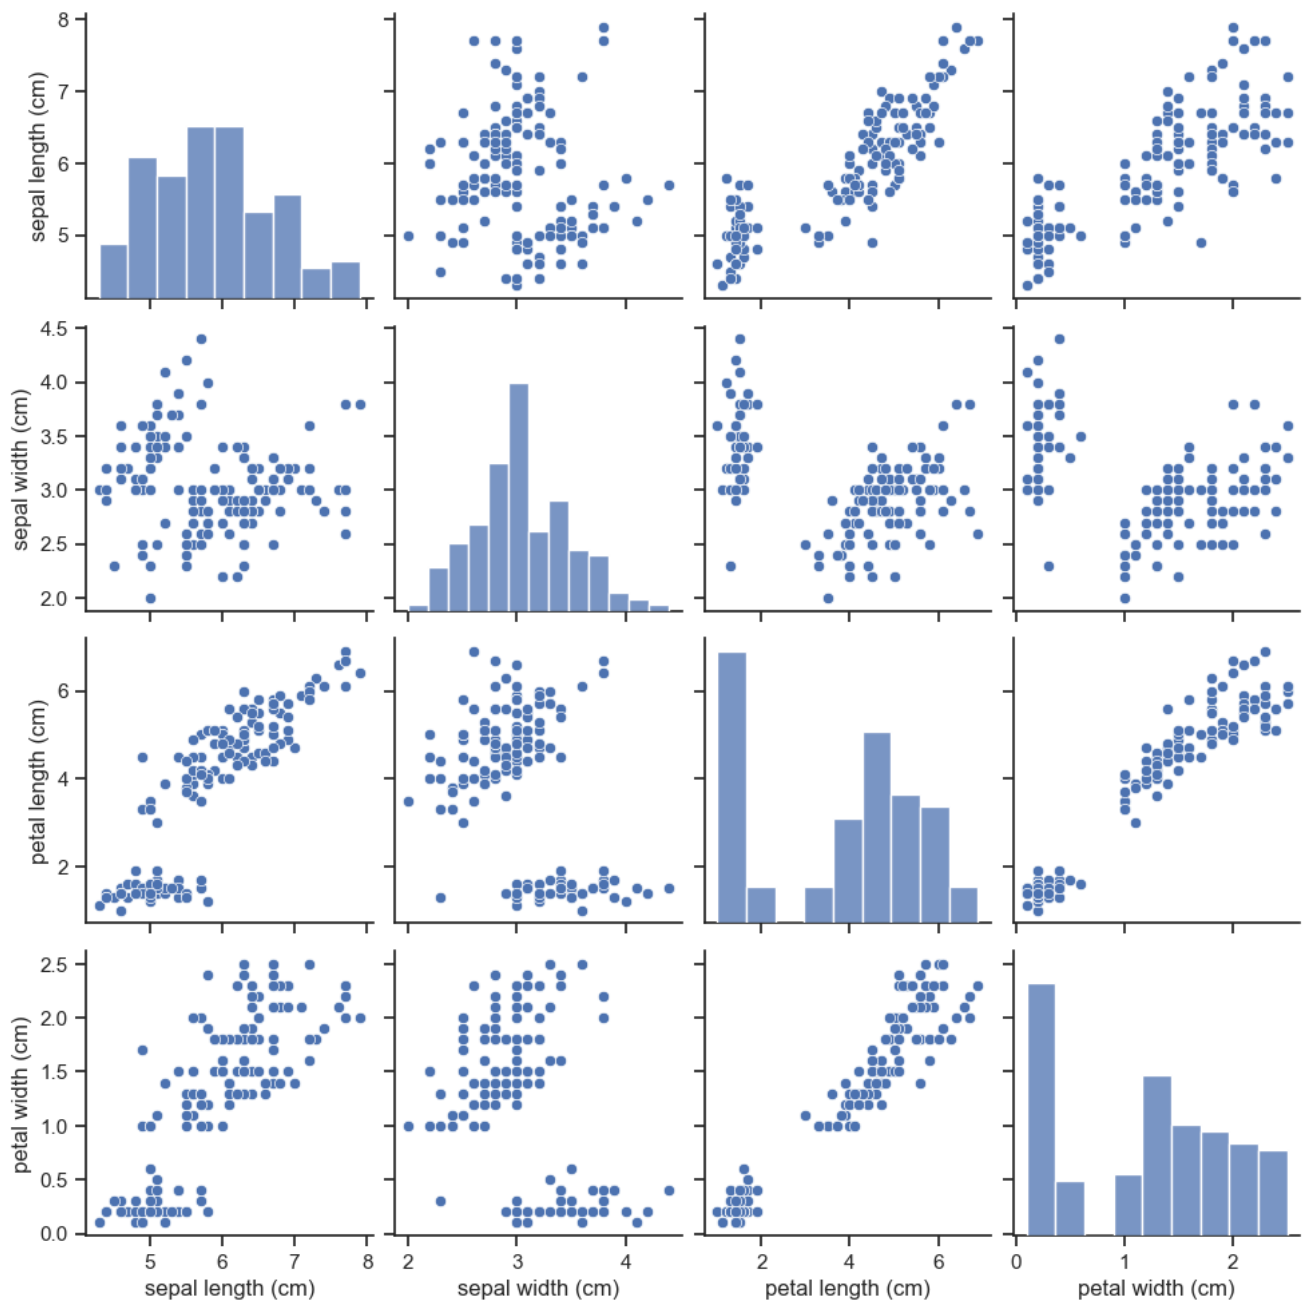 8
7
6
5
sepal length (cm)
4.5
4.0
3.5
3.0
2.5
2.0
sepal width (cm)
6
4
2
petal length (cm)
2.5
2.0
1.5
1.0
0.5
0.0
petal width (cm)
5 6 7 8
sepal length (cm)
2 3 4
sepal width (cm)
2 4 6
petal length (cm)
0 1 2
petal width (cm)